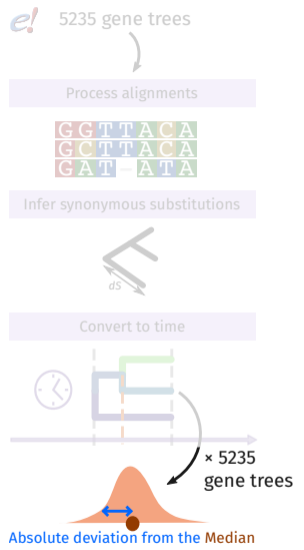 e!
5235 gene trees
Process alignments
GGTTACA
GCTTACA
GAT-ATA
Infer synonymous substitutions
dS
Convert to time
× 5235
gene trees
Absolute deviation from the Median